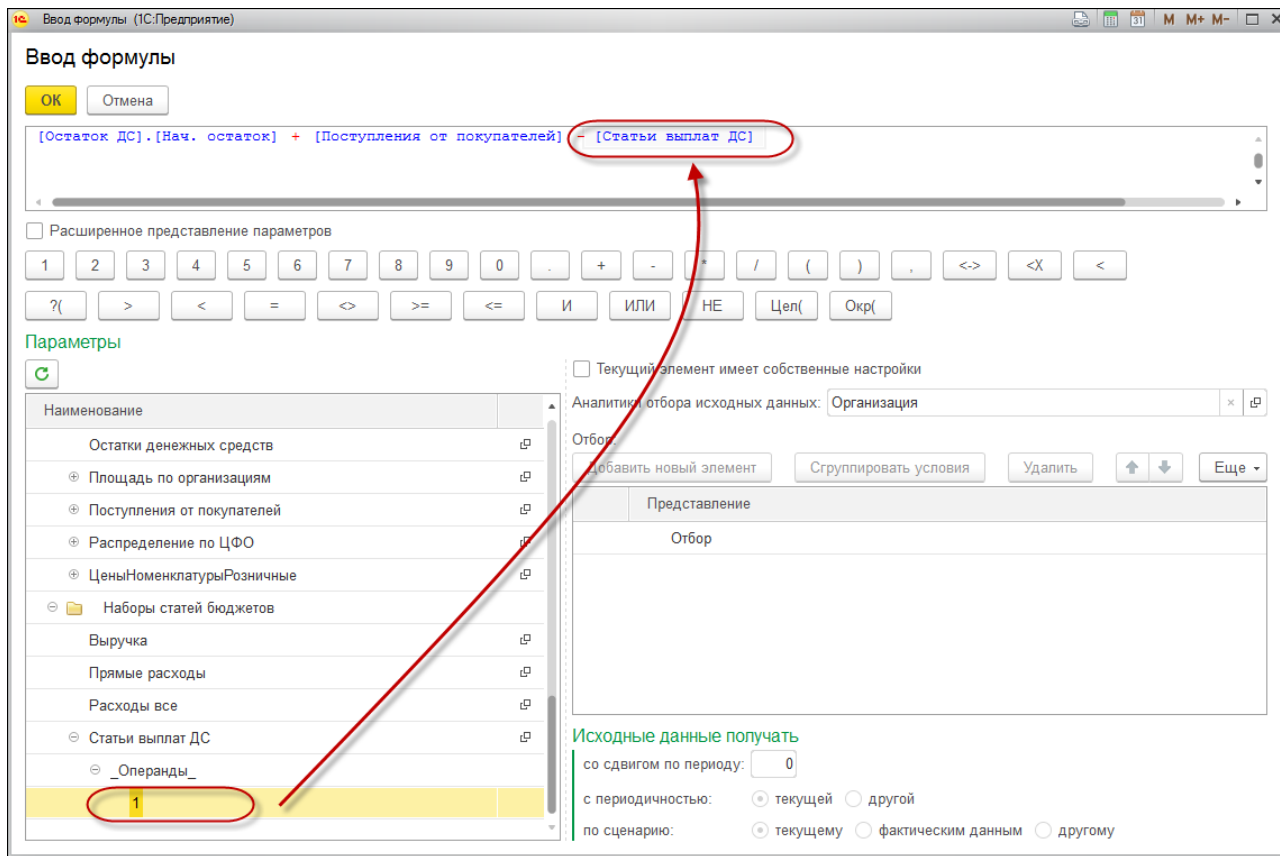 1С Ввод формулы (1С:Предприятие) 31 M M+ M-
Ввод формулы
ОК Отмена
[Остаток ДС].[Нач. остаток] + [Поступления от покупателей] - [Статьи выплат ДС]
Расширенное представление параметров
1 2 3 4 5 6 7 8 9 0 . + - * / ( ) , <-> <X <
?( > < = <> >= <= И ИЛИ НЕ Цел( Окр(
Параметры
Текущий элемент имеет собственные настройки
Наименование
Аналитики отбора исходных данных: Организация
Остатки денежных средств
Отбор:
Площадь по организациям
Добавить новый элемент Сгруппировать условия Удалить Еще
Поступления от покупателей
Представление
Распределение по ЦФО
Отбор
ЦеныНоменклатурыРозничные
Наборы статей бюджетов
Выручка
Прямые расходы
Расходы все
Статьи выплат ДС
Исходные данные получать
_Операнды_
со сдвигом по периоду: 0
1
с периодичностью: текущей другой
по сценарию: текущему фактическим данным другому